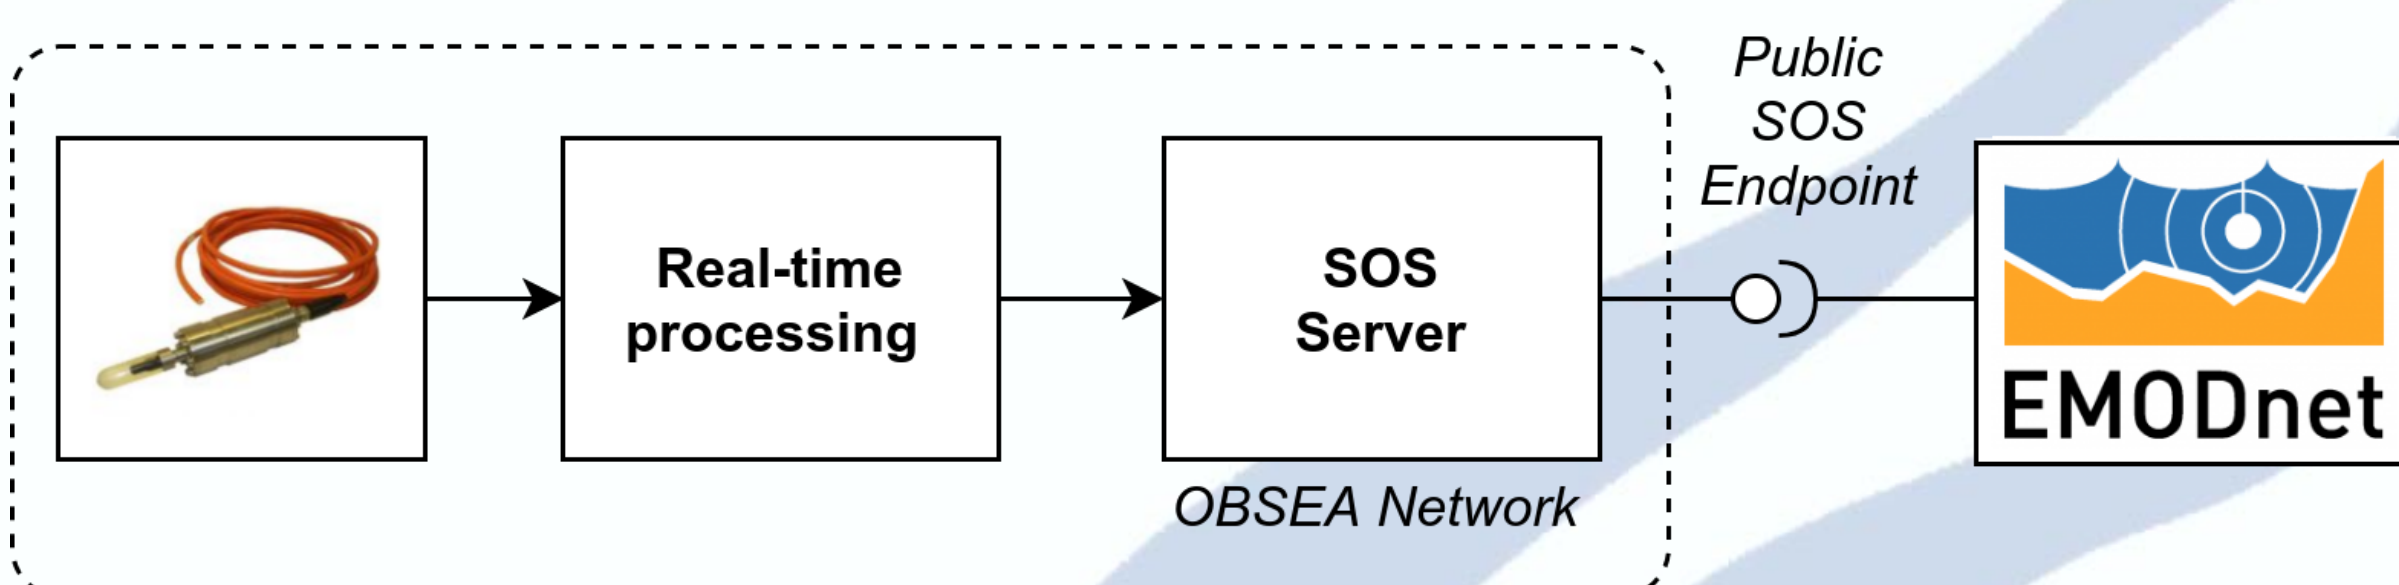 Public
SOS
Endpoint
Real-time
processing
SOS
Server
EMODnet
OBSEA Network